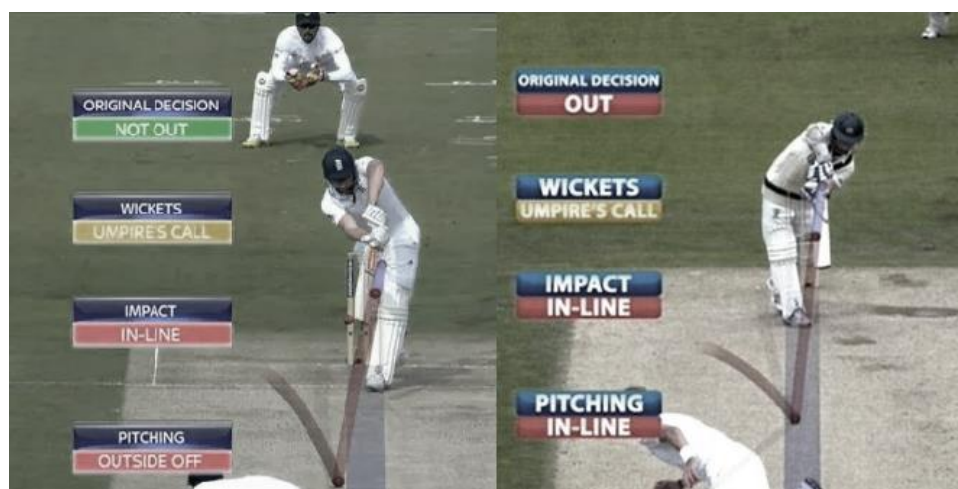 ORIGINAL DECISION
NOT OUT
WICKETS
UMPIRE'S CALL
IMPACT
IN-LINE
PITCHING
OUTSIDE OFF
ORIGINAL DECISION
OUT
WICKETS
UMPIRE'S CALL
IMPACT
IN-LINE
PITCHING
IN-LINE